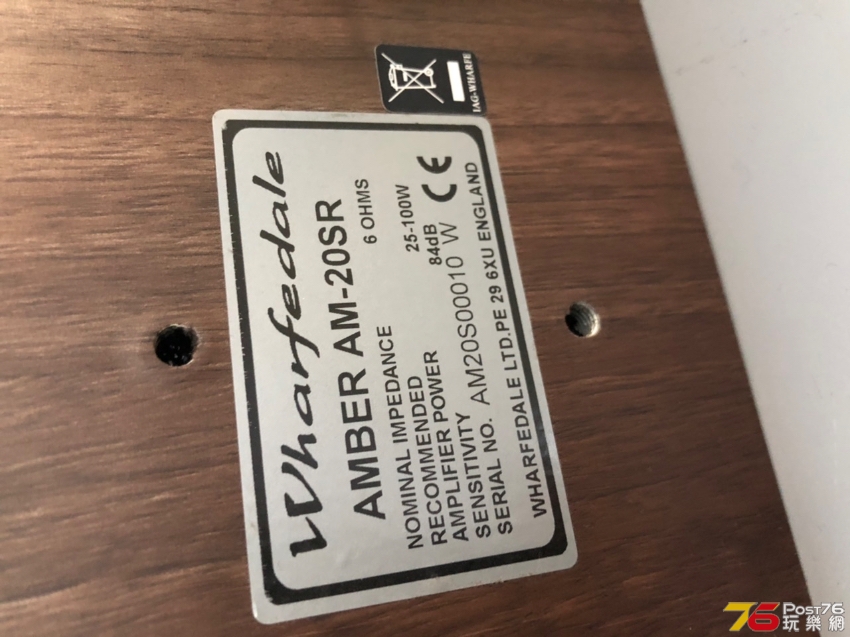 Wharfedale
AMBER AM-20SR
NOMINAL IMPEDANCE 6 OHMS
RECOMMENDED
AMPLIFIER POWER 25-100W
SENSITIVITY 84dB
SERIAL NO. AM20S00010 W
WHARFEDALE LTD.PE 29 6XU ENGLAND
CE
IAG-WHARFE
76 Post76
玩樂網